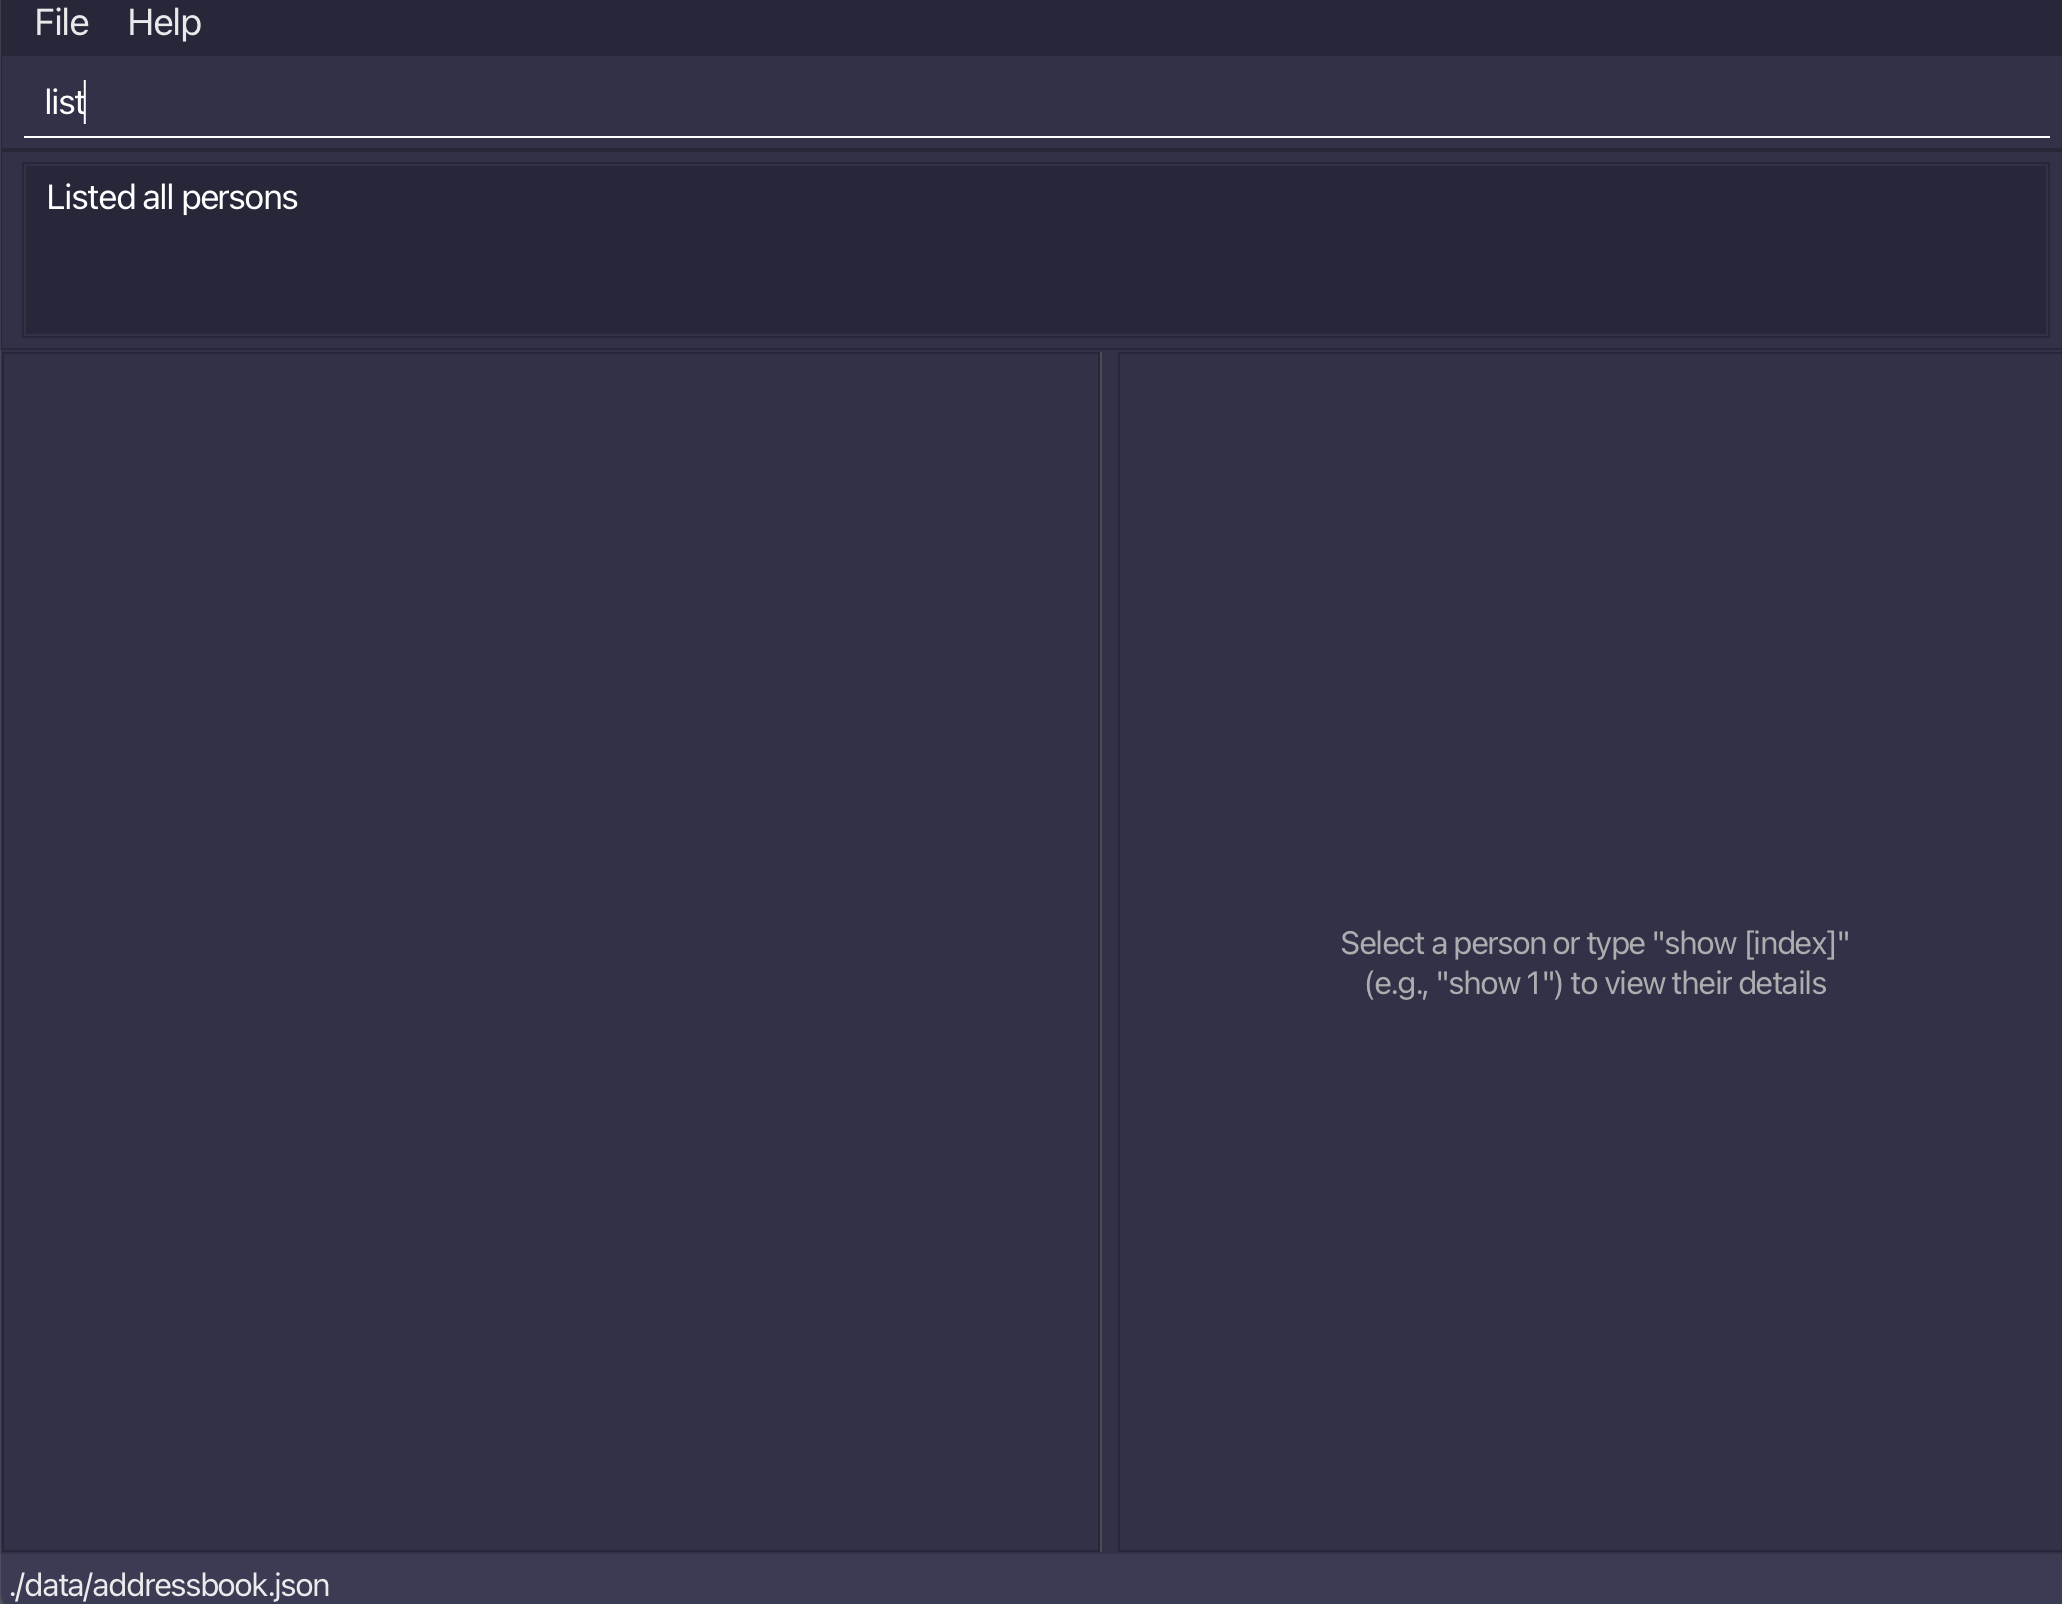 File Help
list
Listed all persons
Select a person or type "show [index]"
(e.g., "show 1") to view their details
./data/addressbook.json